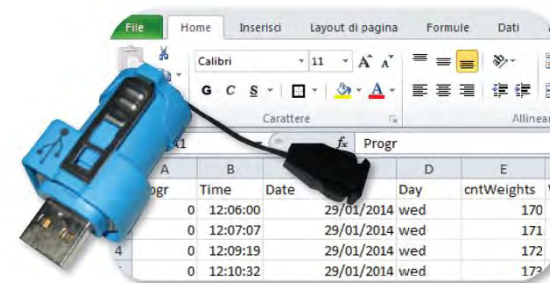 File Home Inserisci Layout di pagina Formule Dati
Calibri 11 A A
G C S A
Carattere Allinea
fx Progr
A B D E
Time Date Day cntWeights
0 12:06:00 29/01/2014 wed 170
0 12:07:07 29/01/2014 wed 171
4 0 12:09:19 29/01/2014 wed 172
0 12:10:32 29/01/2014 wed 173